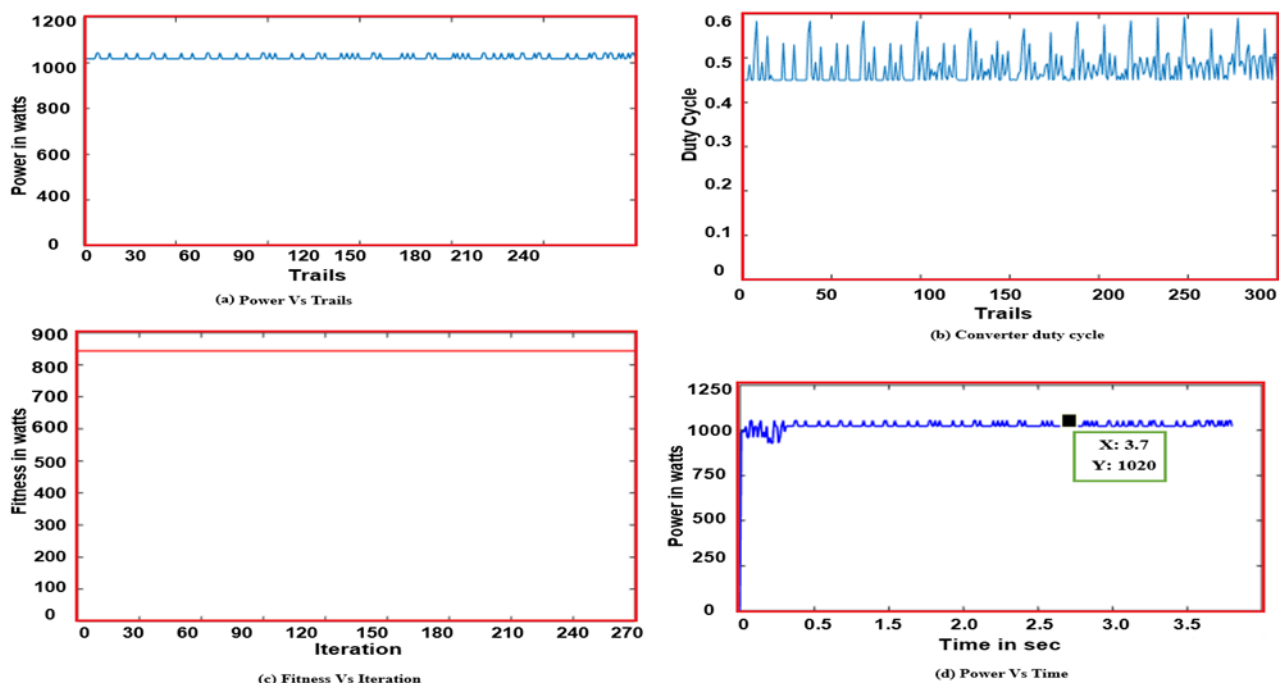 1200
1000
800
600
400
0
Power in watts
0 30 60 90 120 150 180 210 240
Trails
(a) Power Vs Trails
0.6
0.5
0.4
0.3
0.2
0.1
0
Duty Cycle
0 50 100 150 200 250 300
Trails
(b) Converter duty cycle
900
800
700
600
500
400
300
200
100
0
Fitness in watts
0 30 60 90 120 150 180 210 240 270
Iteration
(c) Fitness Vs Iteration
1250
1000
750
500
250
0
Power in watts
X: 3.7
Y: 1020
0 0.5 1.5 2.0 2.5 3.0 3.5
Time in sec
(d) Power Vs Time